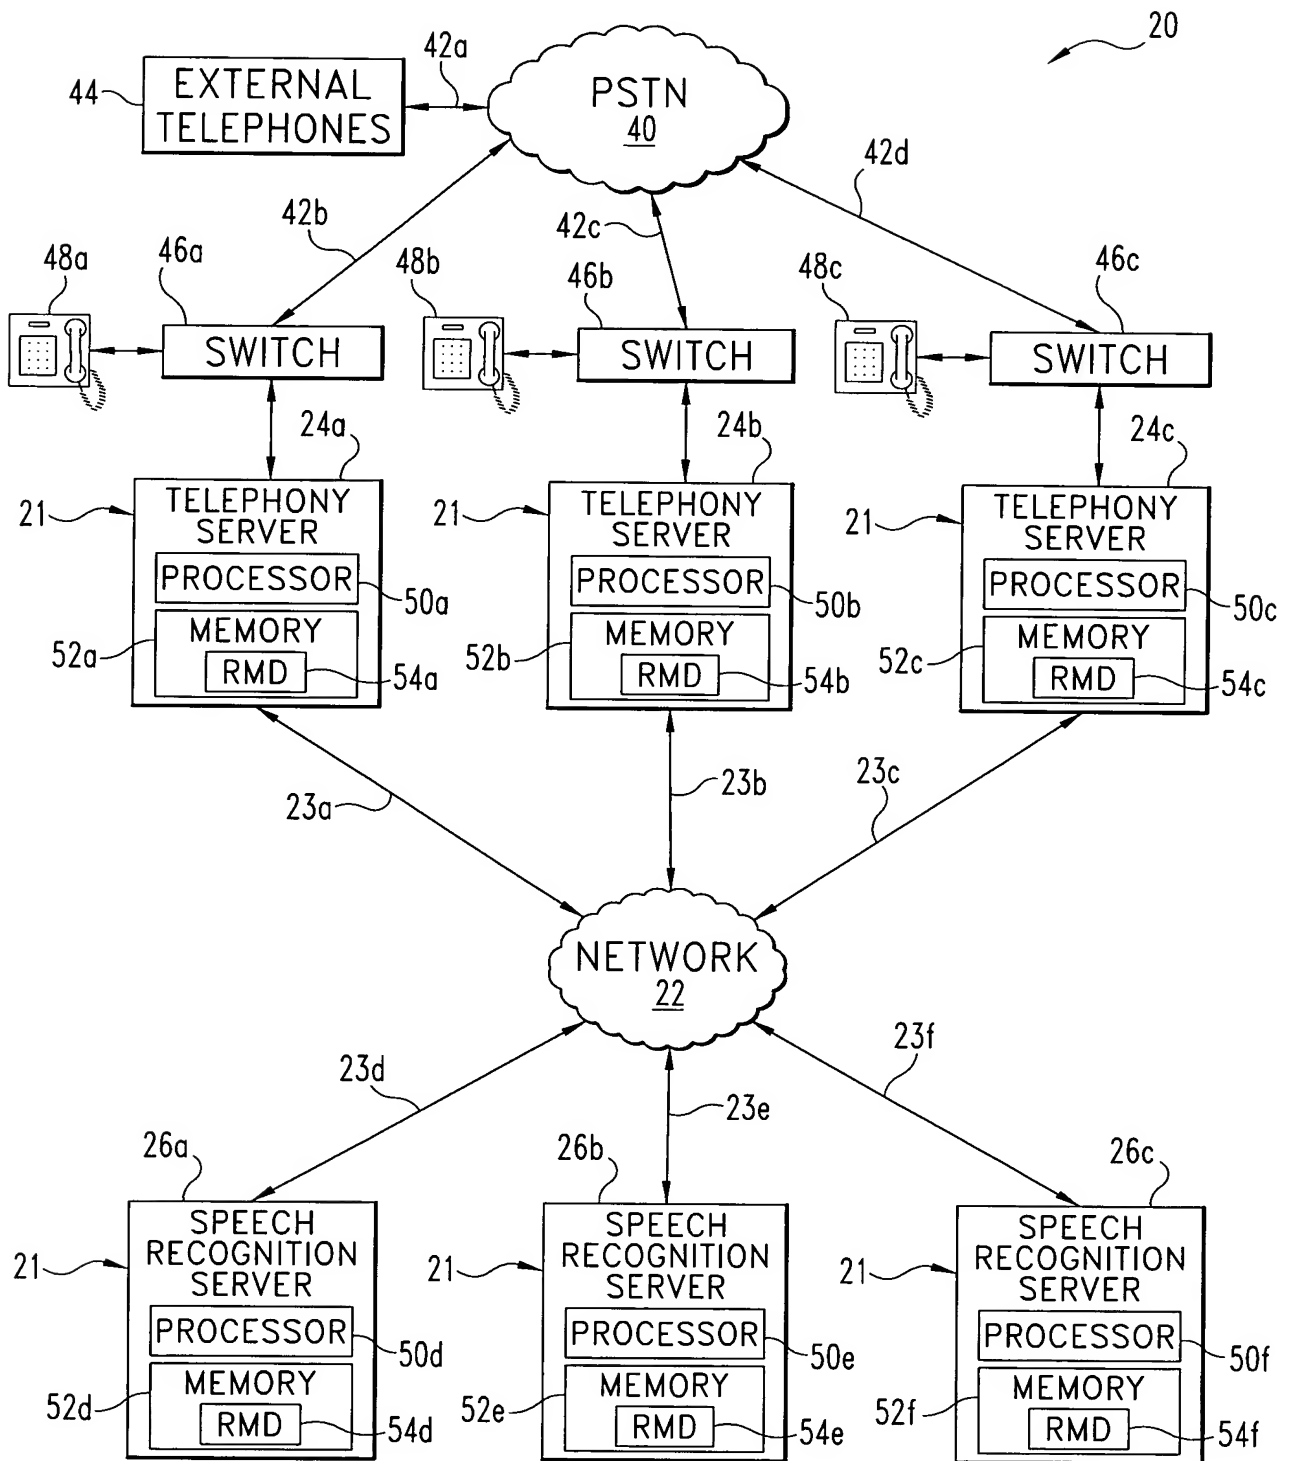 20
42a
44
EXTERNAL
TELEPHONES
PSTN
40
42b
42c
42d
48a
46a
48b
46b
48c
46c
SWITCH
SWITCH
SWITCH
24a
24b
24c
21
TELEPHONY
SERVER
PROCESSOR
50a
MEMORY
52a
RMD
54a
21
TELEPHONY
SERVER
PROCESSOR
50b
MEMORY
52b
RMD
54b
21
TELEPHONY
SERVER
PROCESSOR
50c
MEMORY
52c
RMD
54c
23a
23b
23c
NETWORK
22
23d
23e
23f
26a
26b
26c
21
SPEECH
RECOGNITION
SERVER
PROCESSOR
50d
MEMORY
52d
RMD
54d
21
SPEECH
RECOGNITION
SERVER
PROCESSOR
50e
MEMORY
52e
RMD
54e
21
SPEECH
RECOGNITION
SERVER
PROCESSOR
50f
MEMORY
52f
RMD
54f